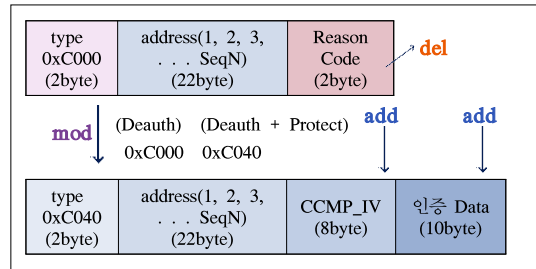 type
0xC000
(2byte)
address(1, 2, 3,
. . . SeqN)
(22byte)
Reason
Code
(2byte)
del
mod
(Deauth) (Deauth + Protect)
0xC000 0xC040
add
add
type
0xC040
(2byte)
address(1, 2, 3,
. . . SeqN)
(22byte)
CCMP_IV
(8byte)
인증 Data
(10byte)